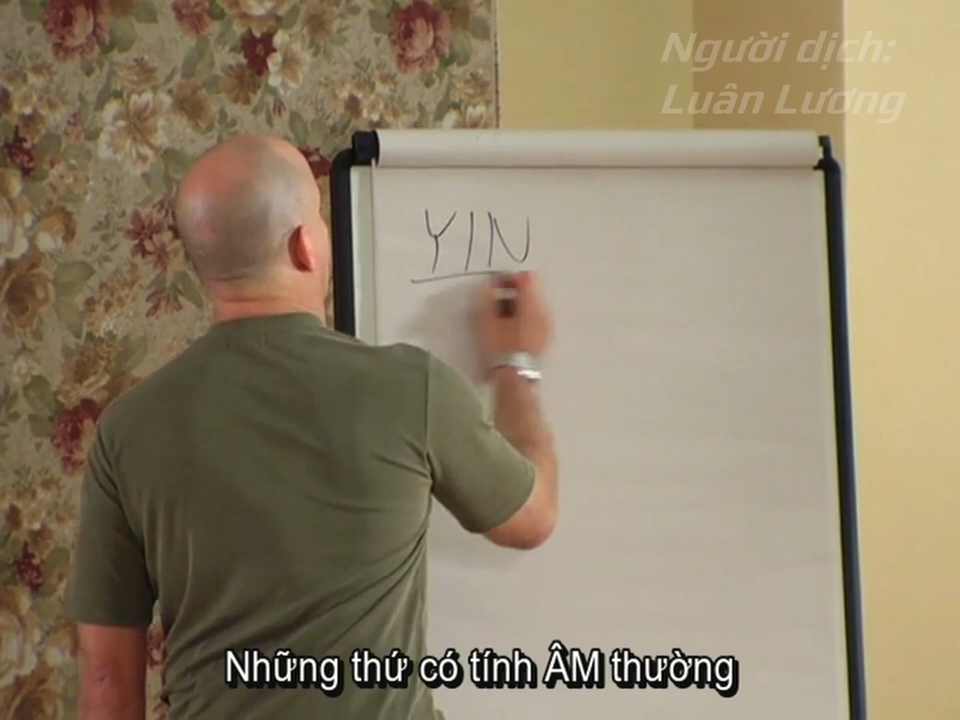 Người dịch:
Luân Lương
YIN
Những thứ có tính ÂM thường